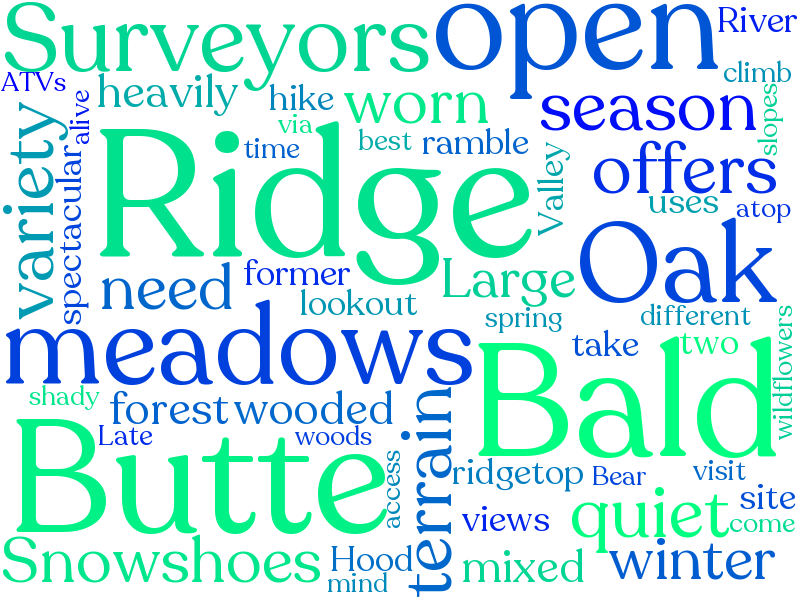 Surveyors
open
River
ATVs
heavily
hike
climb
via
worn
season
slopes
alive
variety
Ridge
time
best
ramble
Valley
offers
spectacular
uses
atop
need
former
Large
Oak
lookout
spring
different
meadows
take
two
wildflowers
shady
forest
wooded
Bald
Late
woods
Butte
access
terrain
ridgetop
Bear
visit
views
quiet
site
come
Snowshoes
Hood
mixed
winter
mind